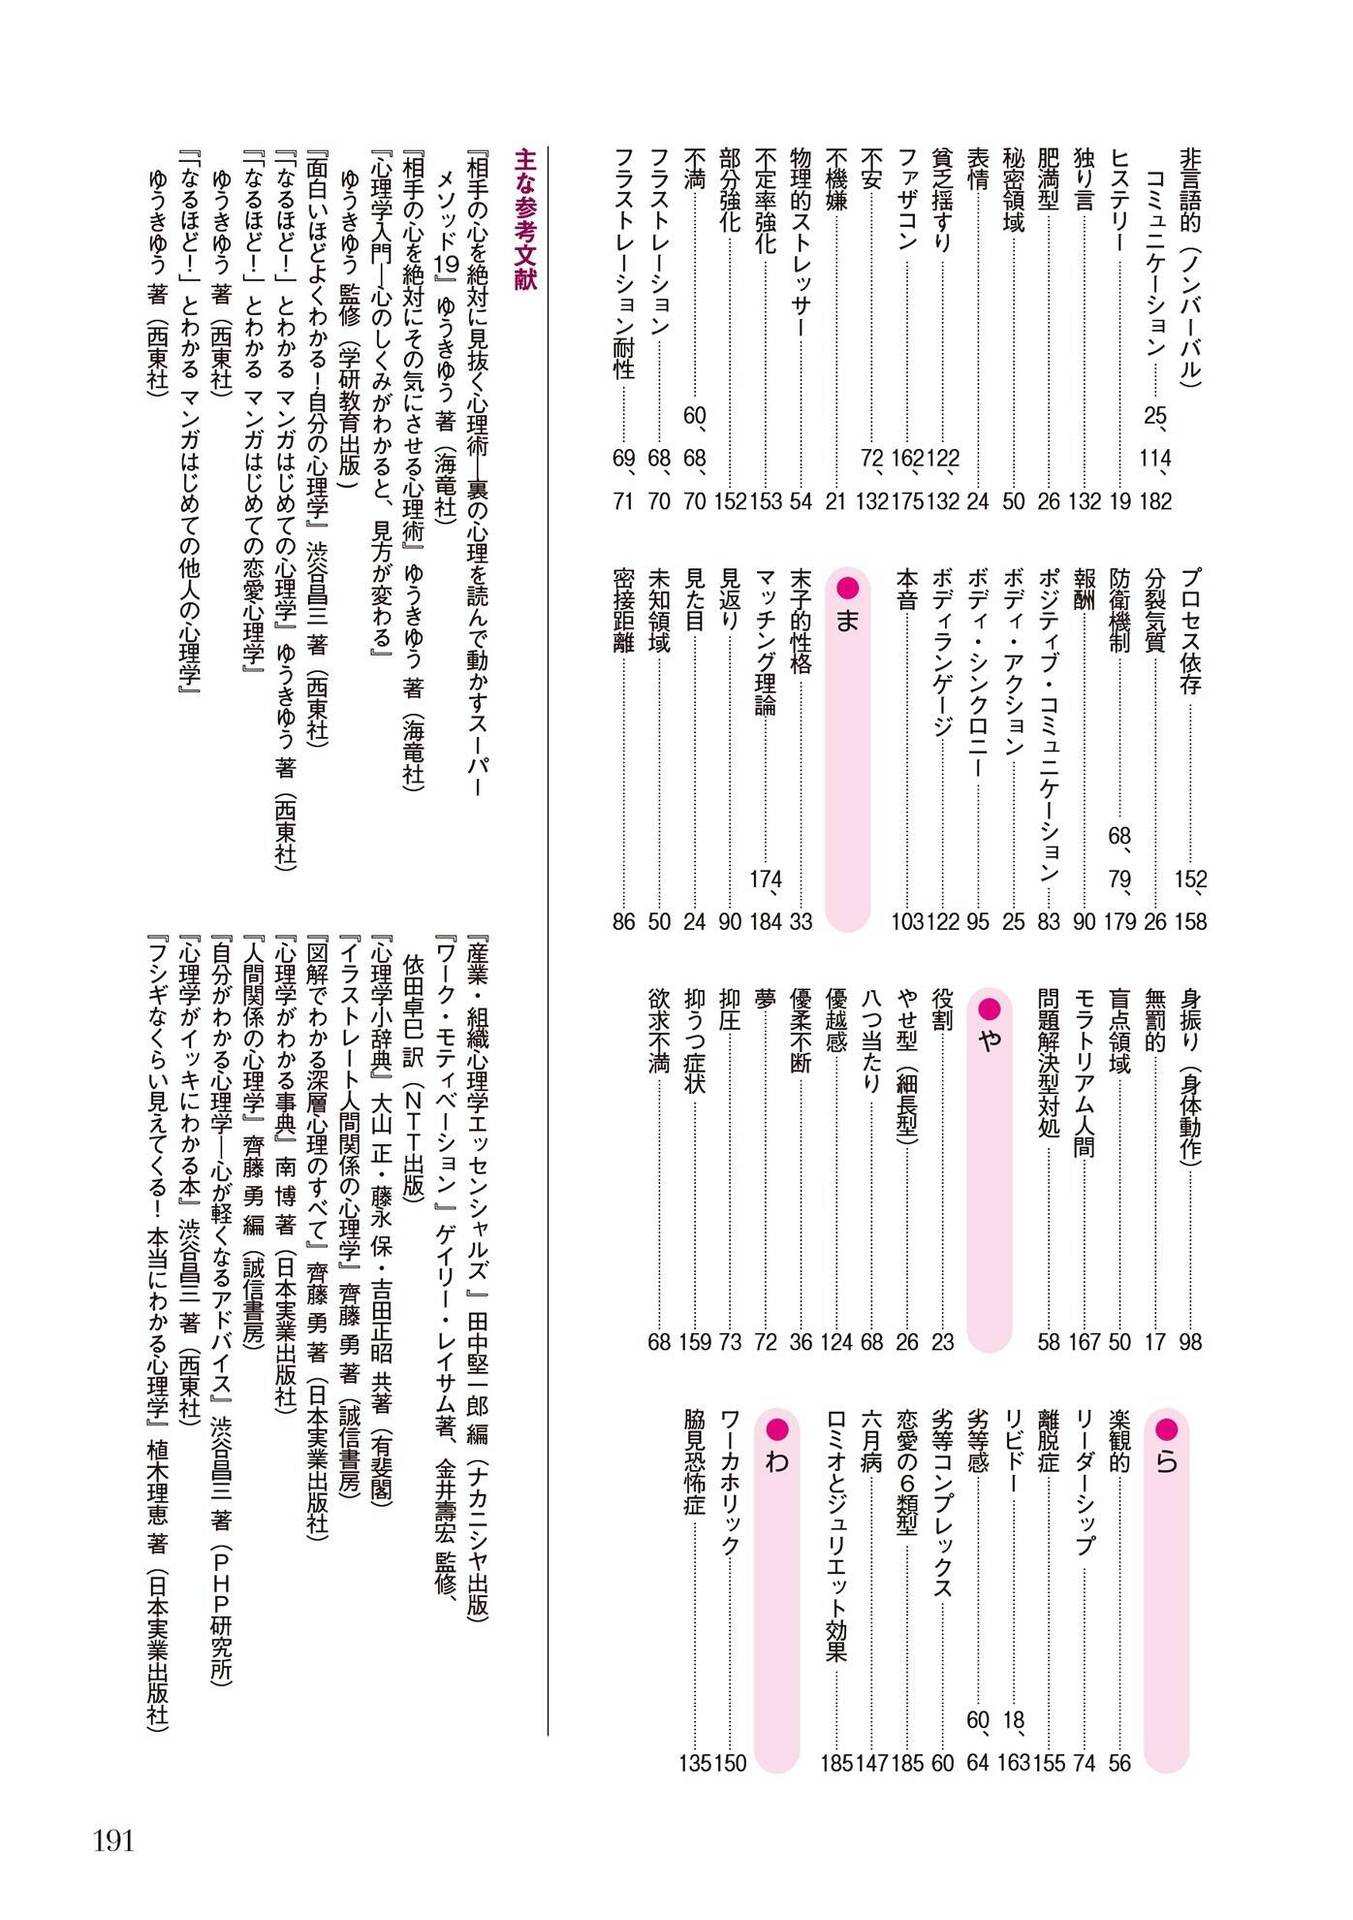 非言語的（ノンバーバル）
コミュニケーション……25、114、182
ヒステリー……19
独り言……132
肥満型……26
秘密領域……50
表情……24
貧乏揺すり……122、132
ファザコン……162、175
不安……72、132
不機嫌……21
物理的ストレッサー……54
不定率強化……153
部分強化……152
不満……60、68、70
フラストレーション……68、70
フラストレーション耐性……69、71
プロセス依存……152、158
分裂気質……26
防衛機制……68、79、179
報酬……90
ポジティブ・コミュニケーション……83
ボディ・アクション……25
ボディ・シンクロニー……95
ボディランゲージ……122
本音……103
●ま
末子的性格……33
マッチング理論……174、184
見返り……90
見た目……24
未知領域……50
密接距離……86
身振り（身体動作）……98
無罰的……17
盲点領域……50
モラトリアム人間……167
問題解決型対処……58
●や
役割……23
やせ型（細長型）……26
八つ当たり……68
優越感……124
優柔不断……36
夢……72
抑圧……73
抑うつ症状……159
欲求不満……68
●ら
楽観的……56
リーダーシップ……74
離脱症……155
リビドー……18、163
劣等感……60、64
劣等コンプレックス……60
恋愛の６類型……185
六月病……147
ロミオとジュリエット効果……185
●わ
ワーカホリック……150
脇見恐怖症……135
主な参考文献
『相手の心を絶対に見抜く心理術―裏の心理を読んで動かすスーパー
メソッド19』ゆうきゆう 著（海竜社）
『相手の心を絶対にその気にさせる心理術』ゆうきゆう 著（海竜社）
『心理学入門―心のしくみがわかると、見方が変わる』
ゆうきゆう 監修（学研教育出版）
『面白いほどよくわかる！自分の心理学』渋谷昌三 著（西東社）
『「なるほど！」とわかる マンガはじめての心理学』ゆうきゆう 著（西東社）
『「なるほど！」とわかる マンガはじめての恋愛心理学』
ゆうきゆう 著（西東社）
『「なるほど！」とわかる マンガはじめての他人の心理学』
ゆうきゆう 著（西東社）
『産業・組織心理学エッセンシャルズ』田中堅一郎 編（ナカニシヤ出版）
『ワーク・モティベーション』ゲイリー・レイサム著、金井壽宏 監修、
依田卓巳 訳（ＮＴＴ出版）
『心理学小辞典』大山 正・藤永 保・吉田正昭 共著（有斐閣）
『イラストレート人間関係の心理学』齊藤 勇 著（誠信書房）
『図解でわかる深層心理のすべて』齊藤 勇 著（日本実業出版社）
『心理学がわかる事典』南 博 著（日本実業出版社）
『人間関係の心理学』齊藤 勇 編（誠信書房）
『自分がわかる心理学―心が軽くなるアドバイス』渋谷昌三 著（ＰＨＰ研究所）
『心理学がイッキにわかる本』渋谷昌三 著（西東社）
『フシギなくらい見えてくる！ 本当にわかる心理学』植木理恵 著（日本実業出版社）
191